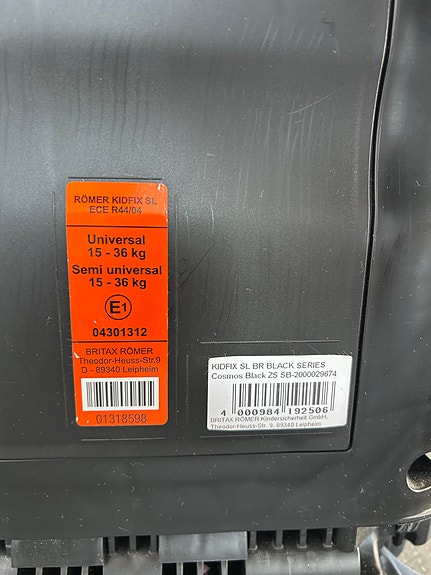 RÖMER KIDFIX SL
ECE R44/04
Universal
15 - 36 kg
Semi universal
15 - 36 kg
E1
04301312
BRITAX RÖMER
Theodor-Heuss-Str.9
D - 89340 Leipheim
01318598
KIDFIX SL BR BLACK SERIES
Cosmos Black ZS SB-2000029674
4 000984 192506
BRITAX RÖMER Kindersicherheit GmbH,
Theodor-Heuss-Str. 9, 89340 Leipheim